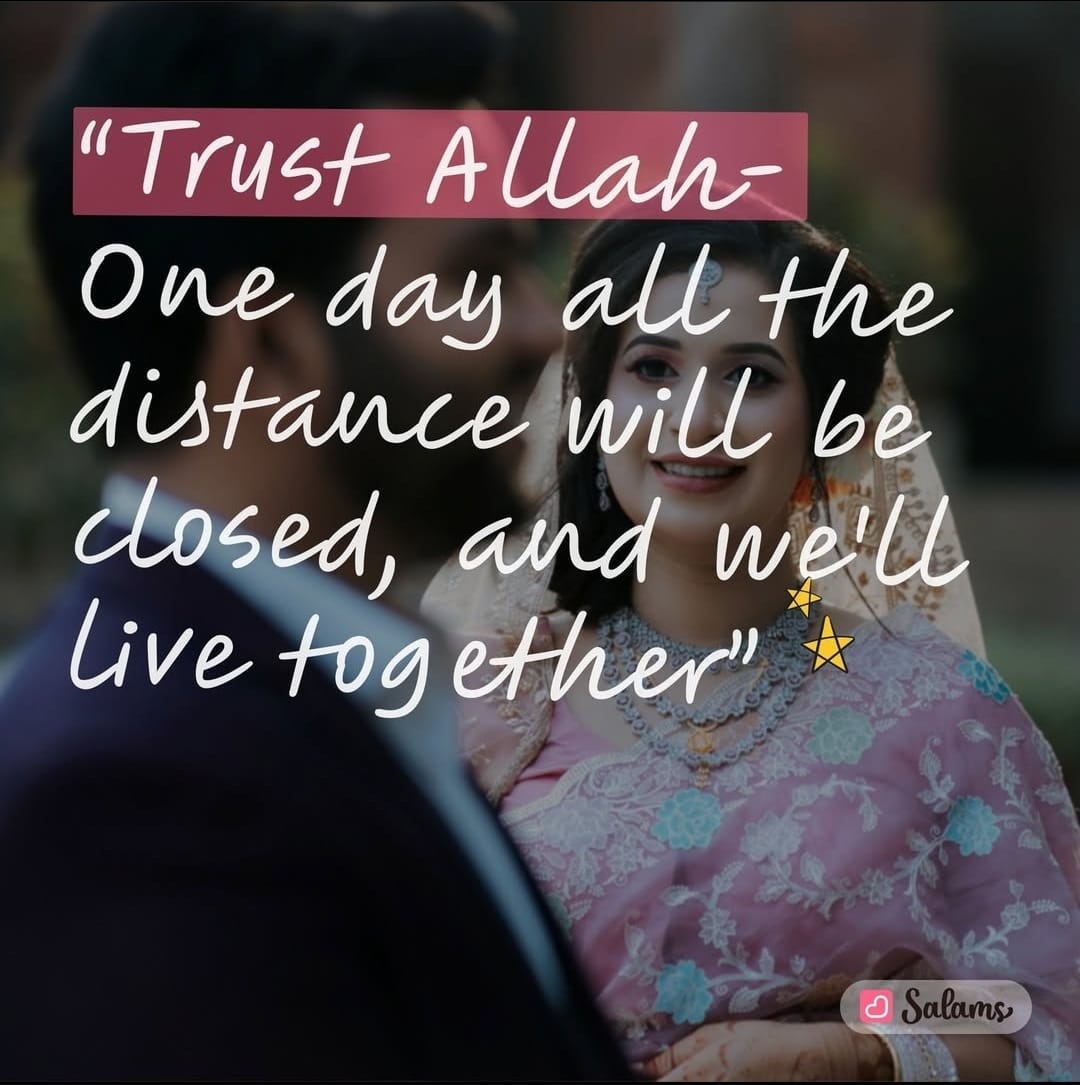 “Trust Allah-
One day all the
distance will be
closed, and we'll
live together”
Salams